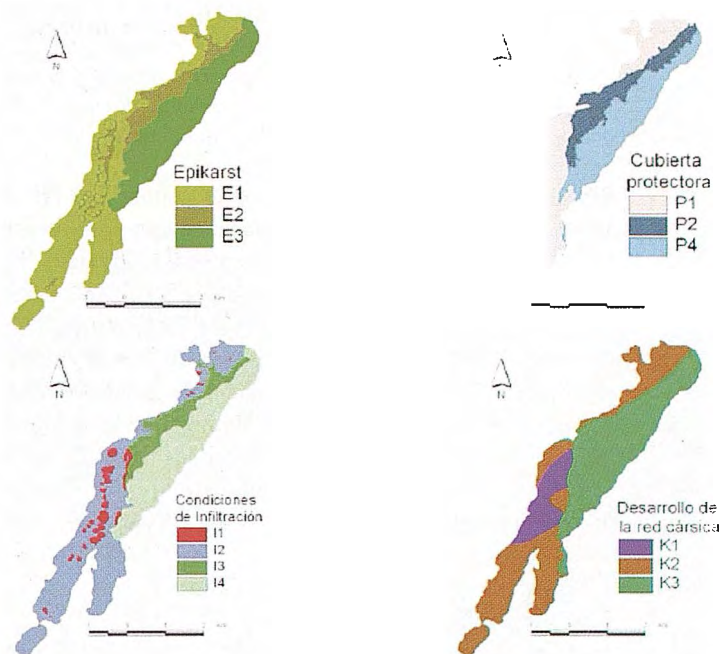 N
Epikarst
E1
E2
E3
N
Cubierta
protectora
P1
P2
P4
N
Condiciones
de Infiltración
I1
I2
I3
I4
N
Desarrollo de
la red cársica
K1
K2
K3